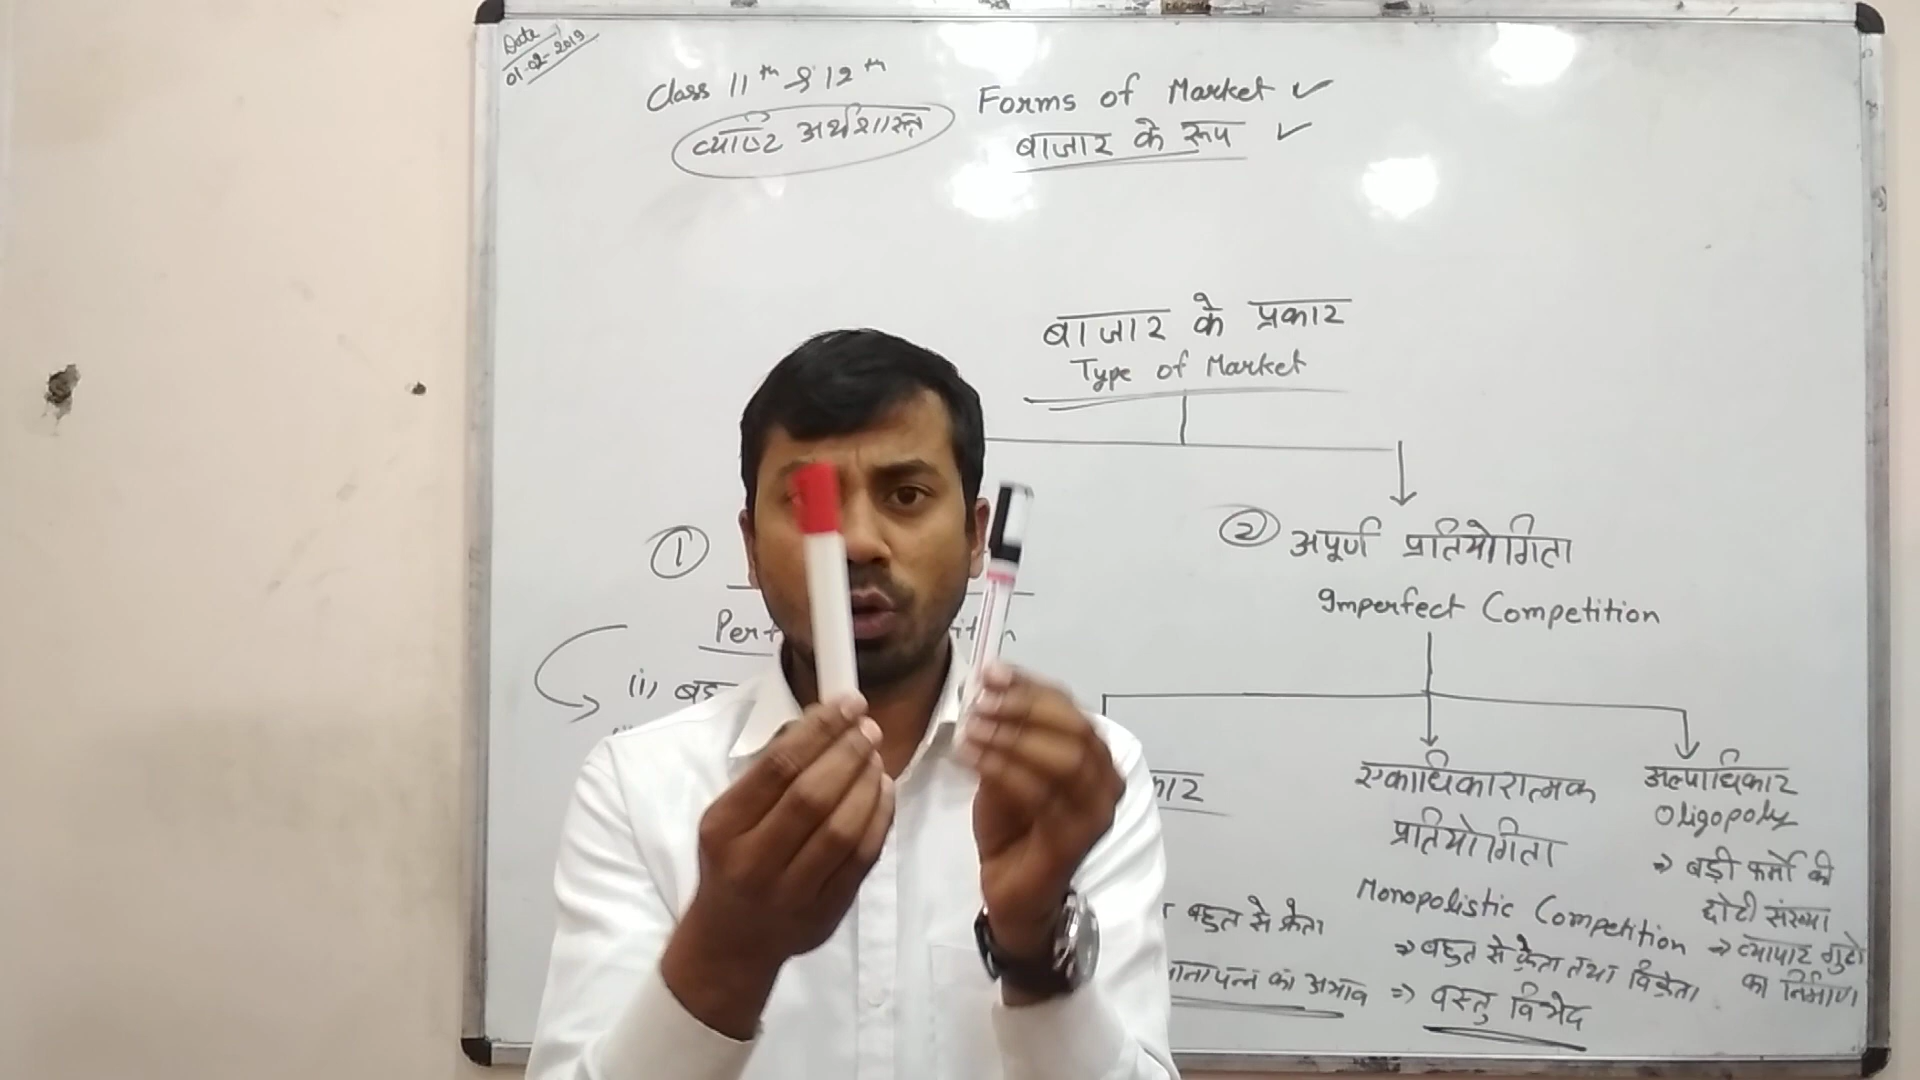 Date
01-02-2019
Class 11th & 12th
व्यष्टि अर्थशास्त्र
Forms of Market ✓
बाजार के रूप ✓
बाजार के प्रकार
Type of Market
①
(i)
② अपूर्ण प्रतियोगिता
Imperfect Competition
बहुत से क्रेता
का अभाव
एकाधिकारात्मक
प्रतियोगिता
Monopolistic Competition
⇒ बहुत से क्रेता तथा विक्रेता
⇒ वस्तु विभेद
अल्पाधिकार
Oligopoly
⇒ बड़ी फर्मो की
छोटी संख्या
⇒ व्यापार गुटो
का निर्माण